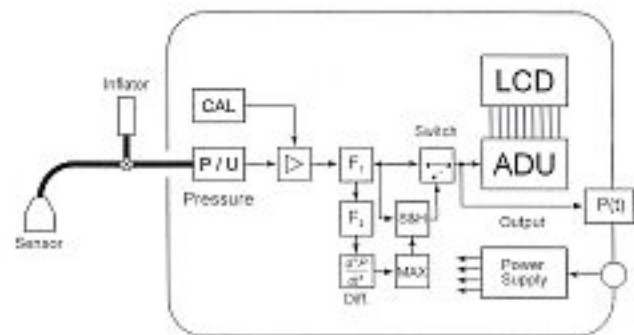 Inflator
CAL
LCD
Switch
P / U
F₁
ADU
Pressure
F₂
S&H
P(t)
Output
Sensor
MAX
Diff.
Power
Supply